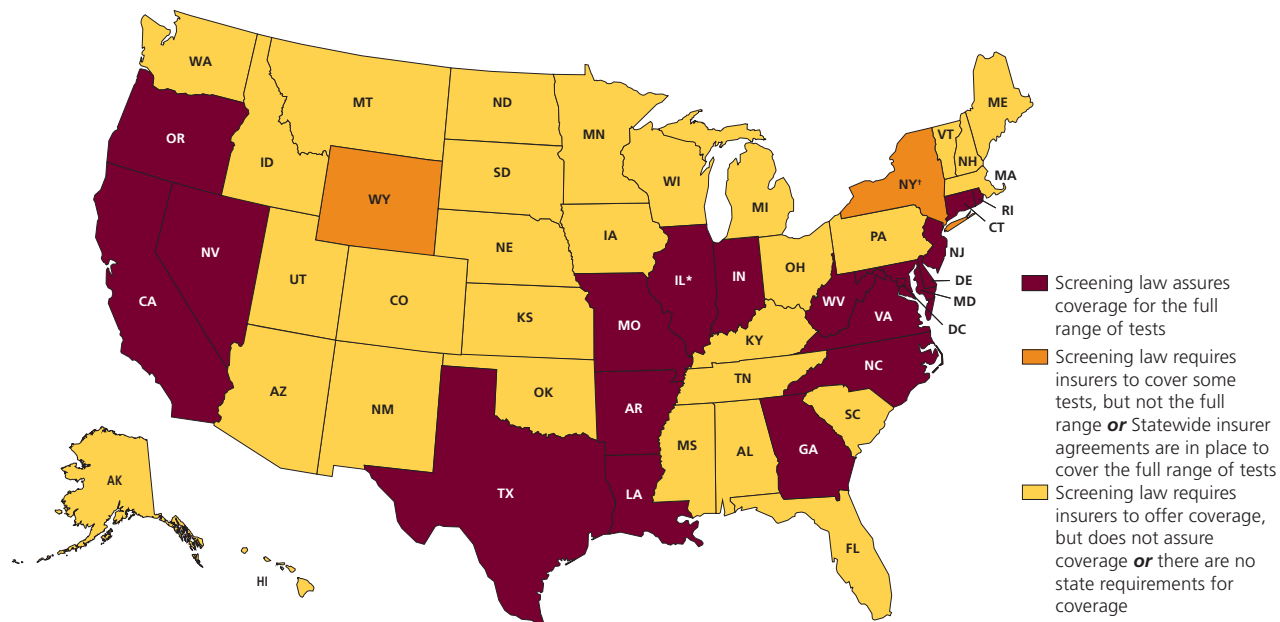 WA
MT
ND
MN
ME
OR
ID
SD
WI
MI
VT
NH
NY†
MA
RI
CT
WY
NE
IA
PA
NJ
NV
UT
CO
KS
IL*
IN
OH
DE
MD
DC
CA
MO
WV
VA
KY
NC
AZ
NM
OK
AR
TN
SC
MS
AL
GA
AK
TX
LA
FL
HI
Screening law assures
coverage for the full
range of tests
Screening law requires
insurers to cover some
tests, but not the full
range or Statewide insurer
agreements are in place to
cover the full range of tests
Screening law requires
insurers to offer coverage,
but does not assure
coverage or there are no
state requirements for
coverage